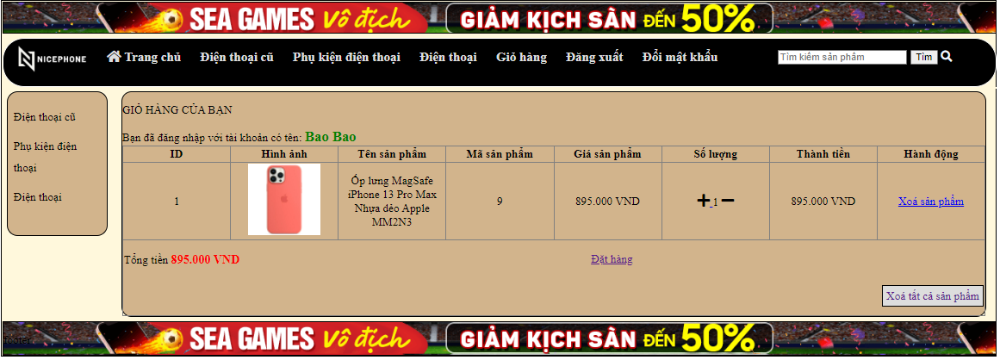 SEA GAMES Vô địch GIẢM KỊCH SÀN ĐẾN 50%
NICEPHONE Trang chủ Điện thoại cũ Phụ kiện điện thoại Điện thoại Giỏ hàng Đăng xuất Đổi mật khẩu Tìm kiếm sản phẩm Tìm
Điện thoại cũ
Phụ kiện điện
thoại
Điện thoại
GIỎ HÀNG CỦA BẠN
Bạn đã đăng nhập với tài khoản có tên: Bao Bao
ID Hình ảnh Tên sản phẩm Mã sản phẩm Giá sản phẩm Số lượng Thành tiền Hành động
1 Ốp lưng MagSafe
iPhone 13 Pro Max
Nhựa dẻo Apple
MM2N3 9 895.000 VND + 1 − 895.000 VND Xoá sản phẩm
Tổng tiền 895.000 VND Đặt hàng
Xoá tất cả sản phẩm
SEA GAMES Vô địch GIẢM KỊCH SÀN ĐẾN 50%
footer